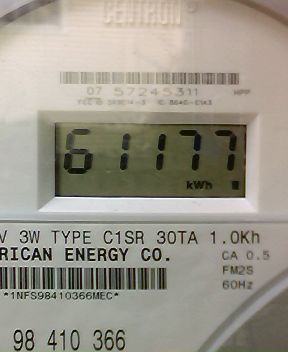 CENTRON®
07 57245311 HPP
61177
kWh
V 3W TYPE C1SR 30TA 1.0Kh
RICAN ENERGY CO. CA 0.5
FM2S
*1NFS98410366MEC* 60Hz
98 410 366